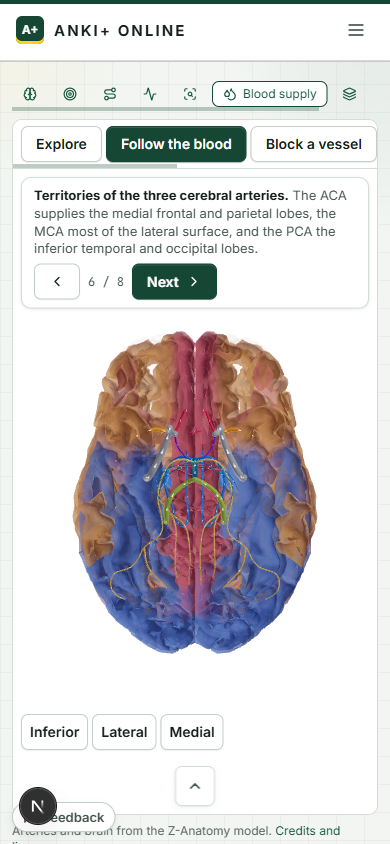 A+ ANKI+ ONLINE
Blood supply
Explore Follow the blood Block a vessel
Territories of the three cerebral arteries. The ACA
supplies the medial frontal and parietal lobes, the
MCA most of the lateral surface, and the PCA the
inferior temporal and occipital lobes.
6 / 8 Next
Inferior Lateral Medial
N eedback
Arteries and brain from the Z-Anatomy model. Credits and